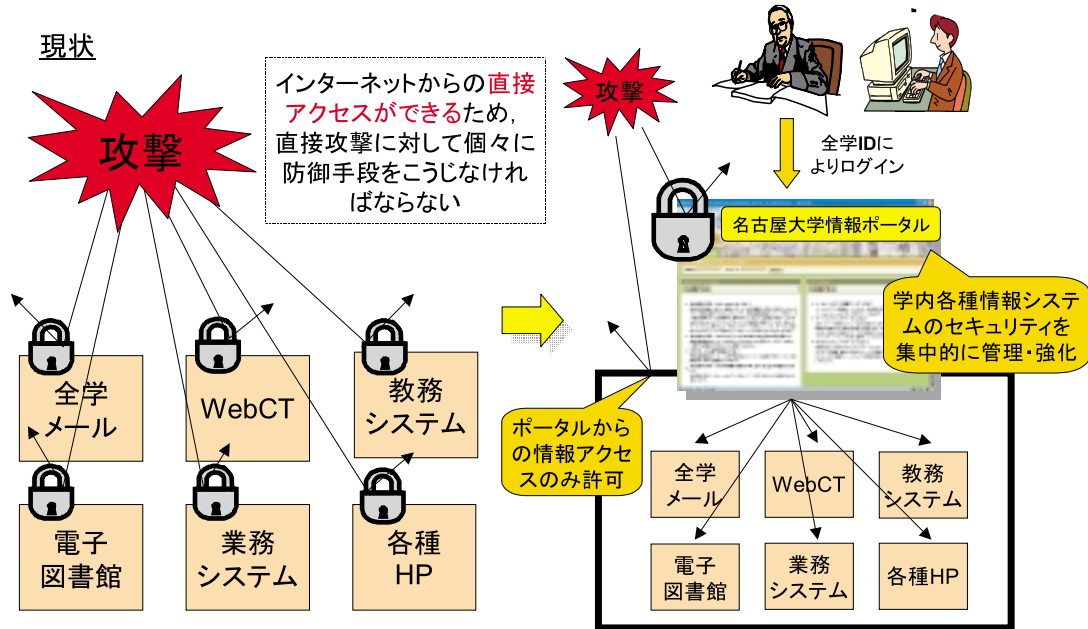 現状
攻撃
インターネットからの直接
アクセスができるため,
直接攻撃に対して個々に
防御手段をこうじなけれ
ばならない
全学
メール
WebCT
教務
システム
電子
図書館
業務
システム
各種
HP
攻撃
全学IDに
よりログイン
名古屋大学情報ポータル
学内各種情報システ
ムのセキュリティを
集中的に管理・強化
ポータルから
の情報アクセ
スのみ許可
全学
メール
WebCT
教務
システム
電子
図書館
業務
システム
各種HP